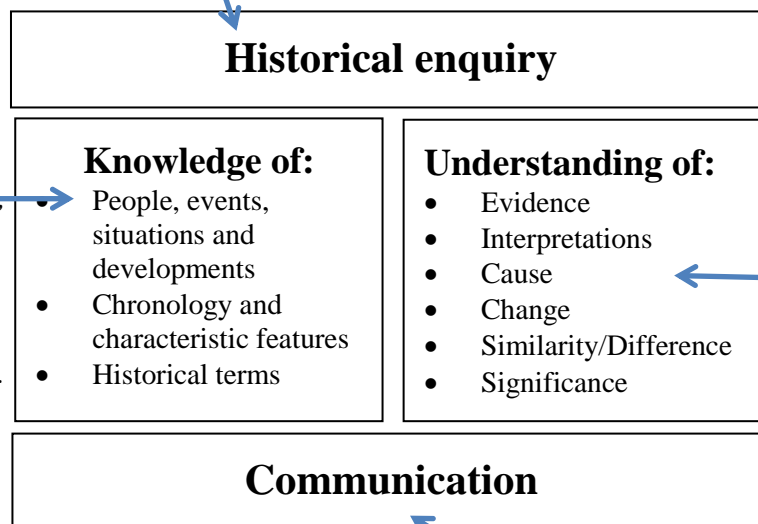 Historical enquiry
Knowledge of:
• People, events,
situations and
developments
• Chronology and
characteristic features
• Historical terms
Understanding of:
• Evidence
• Interpretations
• Cause
• Change
• Similarity/Difference
• Significance
Communication